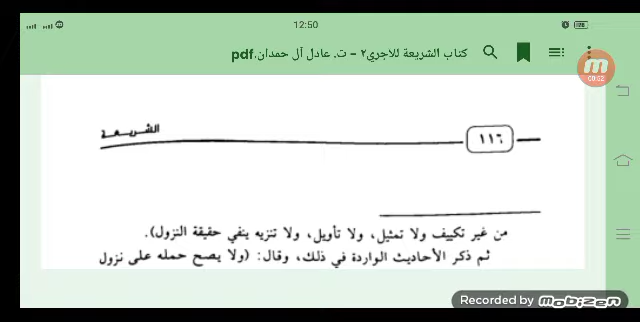 12:50
كتاب الشريعة للاجري٢ – ت. عادل آل حمدان.pdf
00:52
الشريعة
١١٦
من غير تكييف ولا تمثيل، ولا تأويل، ولا تنزيه ينفي حقيقة النزول).
ثم ذكر الأحاديث الواردة في ذلك، وقال: (ولا يصح حمله على نزول
Recorded by mobizen